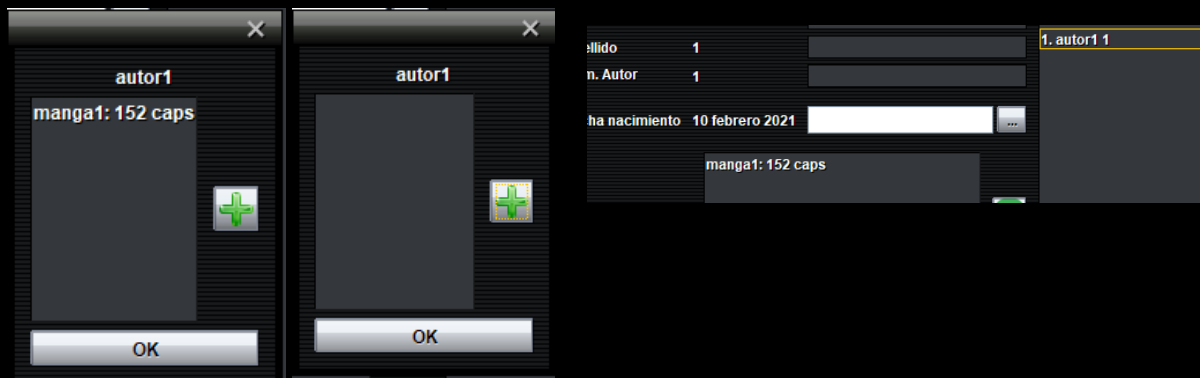 autor1
manga1: 152 caps
OK
autor1
OK
ellido 1
m. Autor 1
ha nacimiento 10 febrero 2021 ...
manga1: 152 caps
1. autor1 1